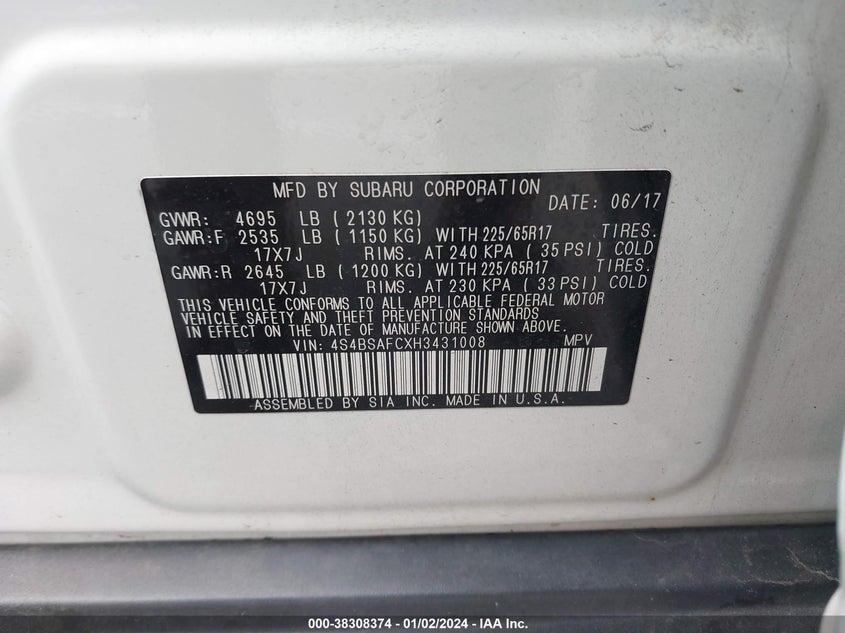 MFD BY SUBARU CORPORATION DATE: 06/17
GVWR: 4695 LB ( 2130 KG)
GAWR:F 2535 LB ( 1150 KG) WITH 225/65R17 TIRES.
17X7J RIMS. AT 240 KPA ( 35 PSI) COLD
GAWR:R 2645 LB ( 1200 KG) WITH 225/65R17 TIRES.
17X7J RIMS. AT 230 KPA ( 33 PSI) COLD
THIS VEHICLE CONFORMS TO ALL APPLICABLE FEDERAL MOTOR
VEHICLE SAFETY AND THEFT PREVENTION STANDARDS
IN EFFECT ON THE DATE OF MANUFACTURE SHOWN ABOVE.
VIN: 4S4BSAFCXH3431008 MPV
ASSEMBLED BY SIA INC. MADE IN U.S.A.
000-38308374 - 01/02/2024 - IAA Inc.